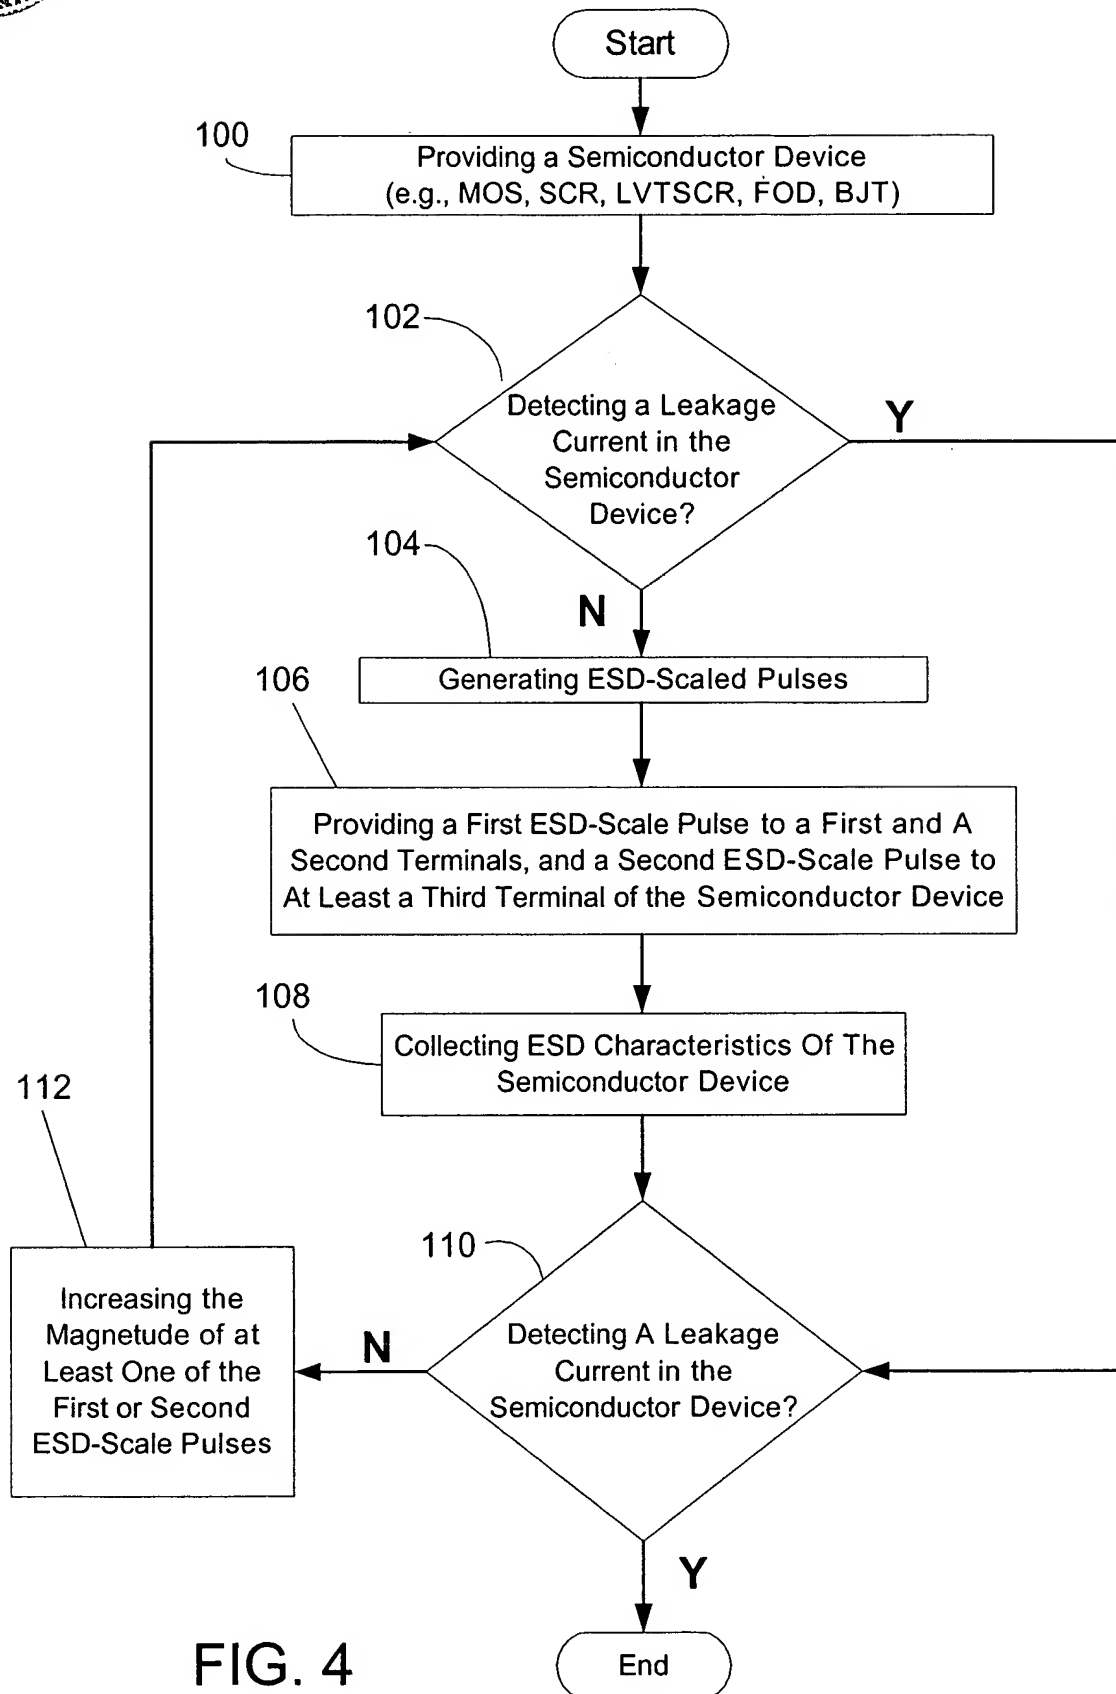 Start
100
Providing a Semiconductor Device
(e.g., MOS, SCR, LVTSCR, FOD, BJT)
102
Detecting a Leakage
Current in the
Semiconductor
Device?
Y
104
N
Generating ESD-Scaled Pulses
106
Providing a First ESD-Scale Pulse to a First and A
Second Terminals, and a Second ESD-Scale Pulse to
At Least a Third Terminal of the Semiconductor Device
108
Collecting ESD Characteristics Of The
Semiconductor Device
112
Increasing the
Magnetude of at
Least One of the
First or Second
ESD-Scale Pulses
N
110
Detecting A Leakage
Current in the
Semiconductor Device?
Y
End
FIG. 4